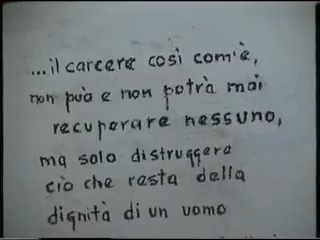 ...il carcere così com'è,
non può e non potrà mai
recuperare nessuno,
ma solo distruggere
ciò che resta della
dignità di un uomo